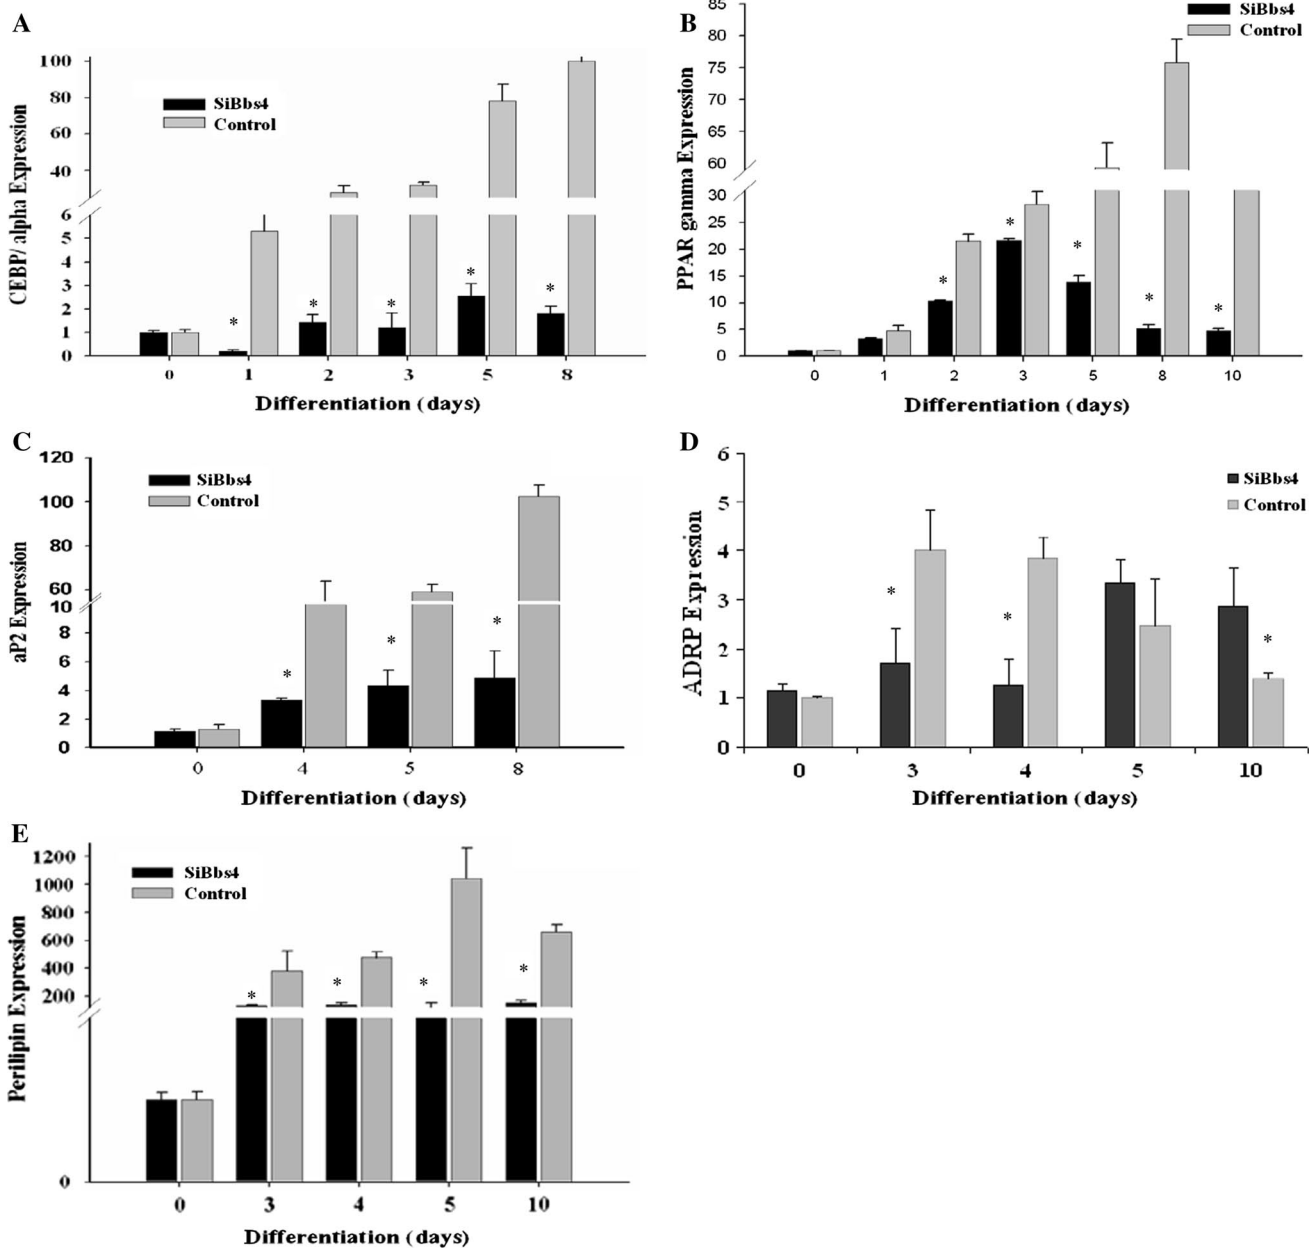 A
CEBP/ alpha Expression
100
80
60
40
6
5
4
3
2
1
0
SiBbs4
Control
*
*
*
*
*
0 1 2 3 5 8
Differentiation (days)
B
PPAR gamma Expression
85
80
75
70
65
60
30
25
20
15
10
5
0
SiBbs4
Control
*
*
*
*
*
0 1 2 3 5 8 10
Differentiation (days)
C
aP2 Expression
120
100
80
60
10
8
6
4
2
0
SiBbs4
Control
*
*
*
0 4 5 8
Differentiation (days)
D
ADRP Expression
6
5
4
3
2
1
0
SiBbs4
Control
*
*
*
0 3 4 5 10
Differentiation (days)
E
Perilipin Expression
1200
1000
800
600
400
200
0
SiBbs4
Control
*
*
*
*
0 3 4 5 10
Differentiation (days)